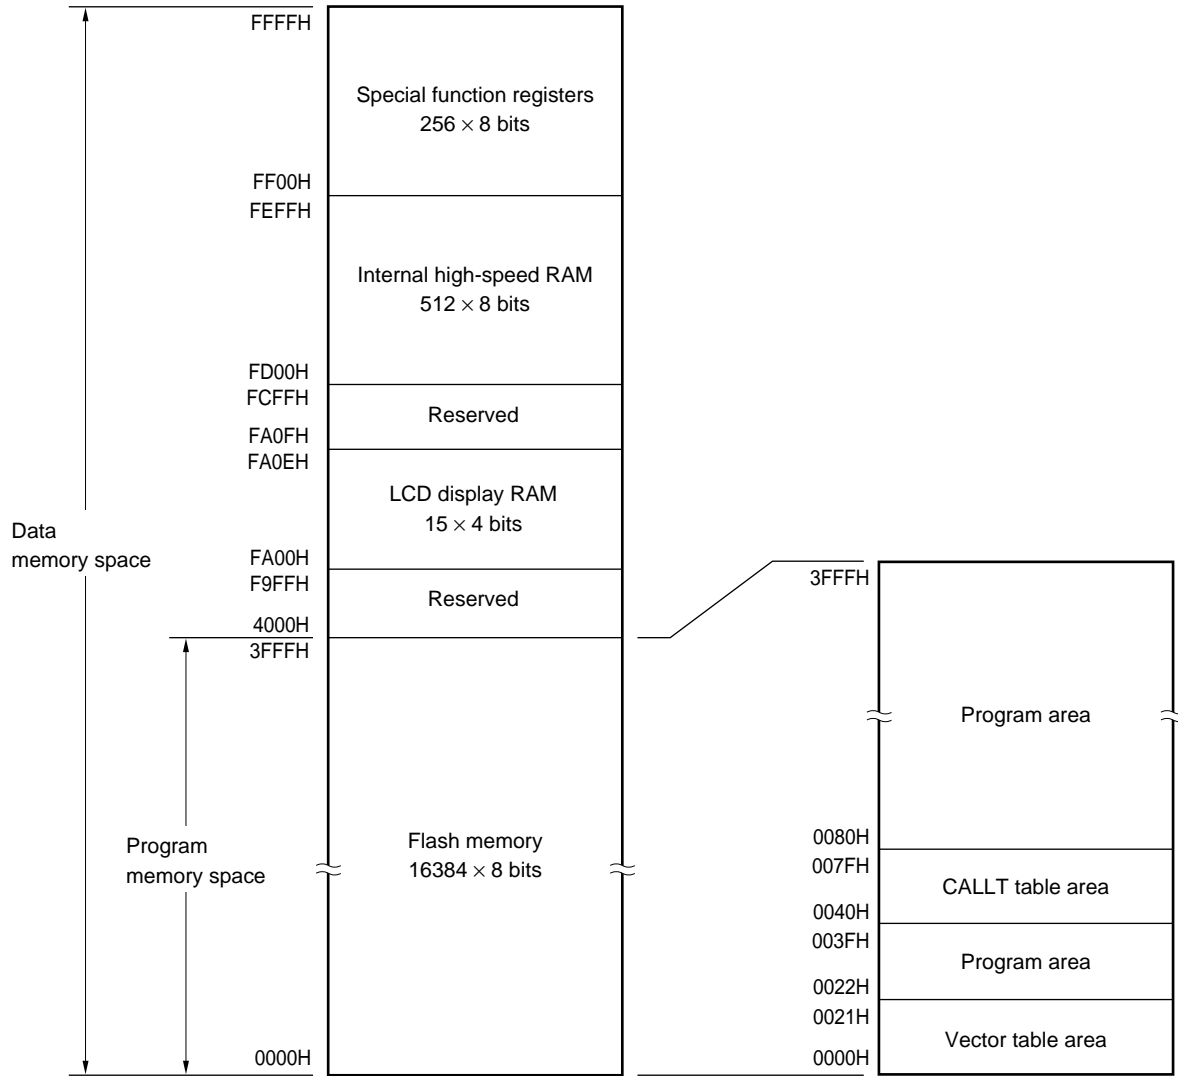 FFFFH
Special function registers
256 × 8 bits
FF00H
FEFFH
Internal high-speed RAM
512 × 8 bits
FD00H
FCFFH
Reserved
FA0FH
FA0EH
LCD display RAM
15 × 4 bits
Data
memory space
FA00H
F9FFH
Reserved
4000H
3FFFH
Program
memory space
Flash memory
16384 × 8 bits
0000H
3FFFH
Program area
0080H
007FH
CALLT table area
0040H
003FH
Program area
0022H
0021H
Vector table area
0000H